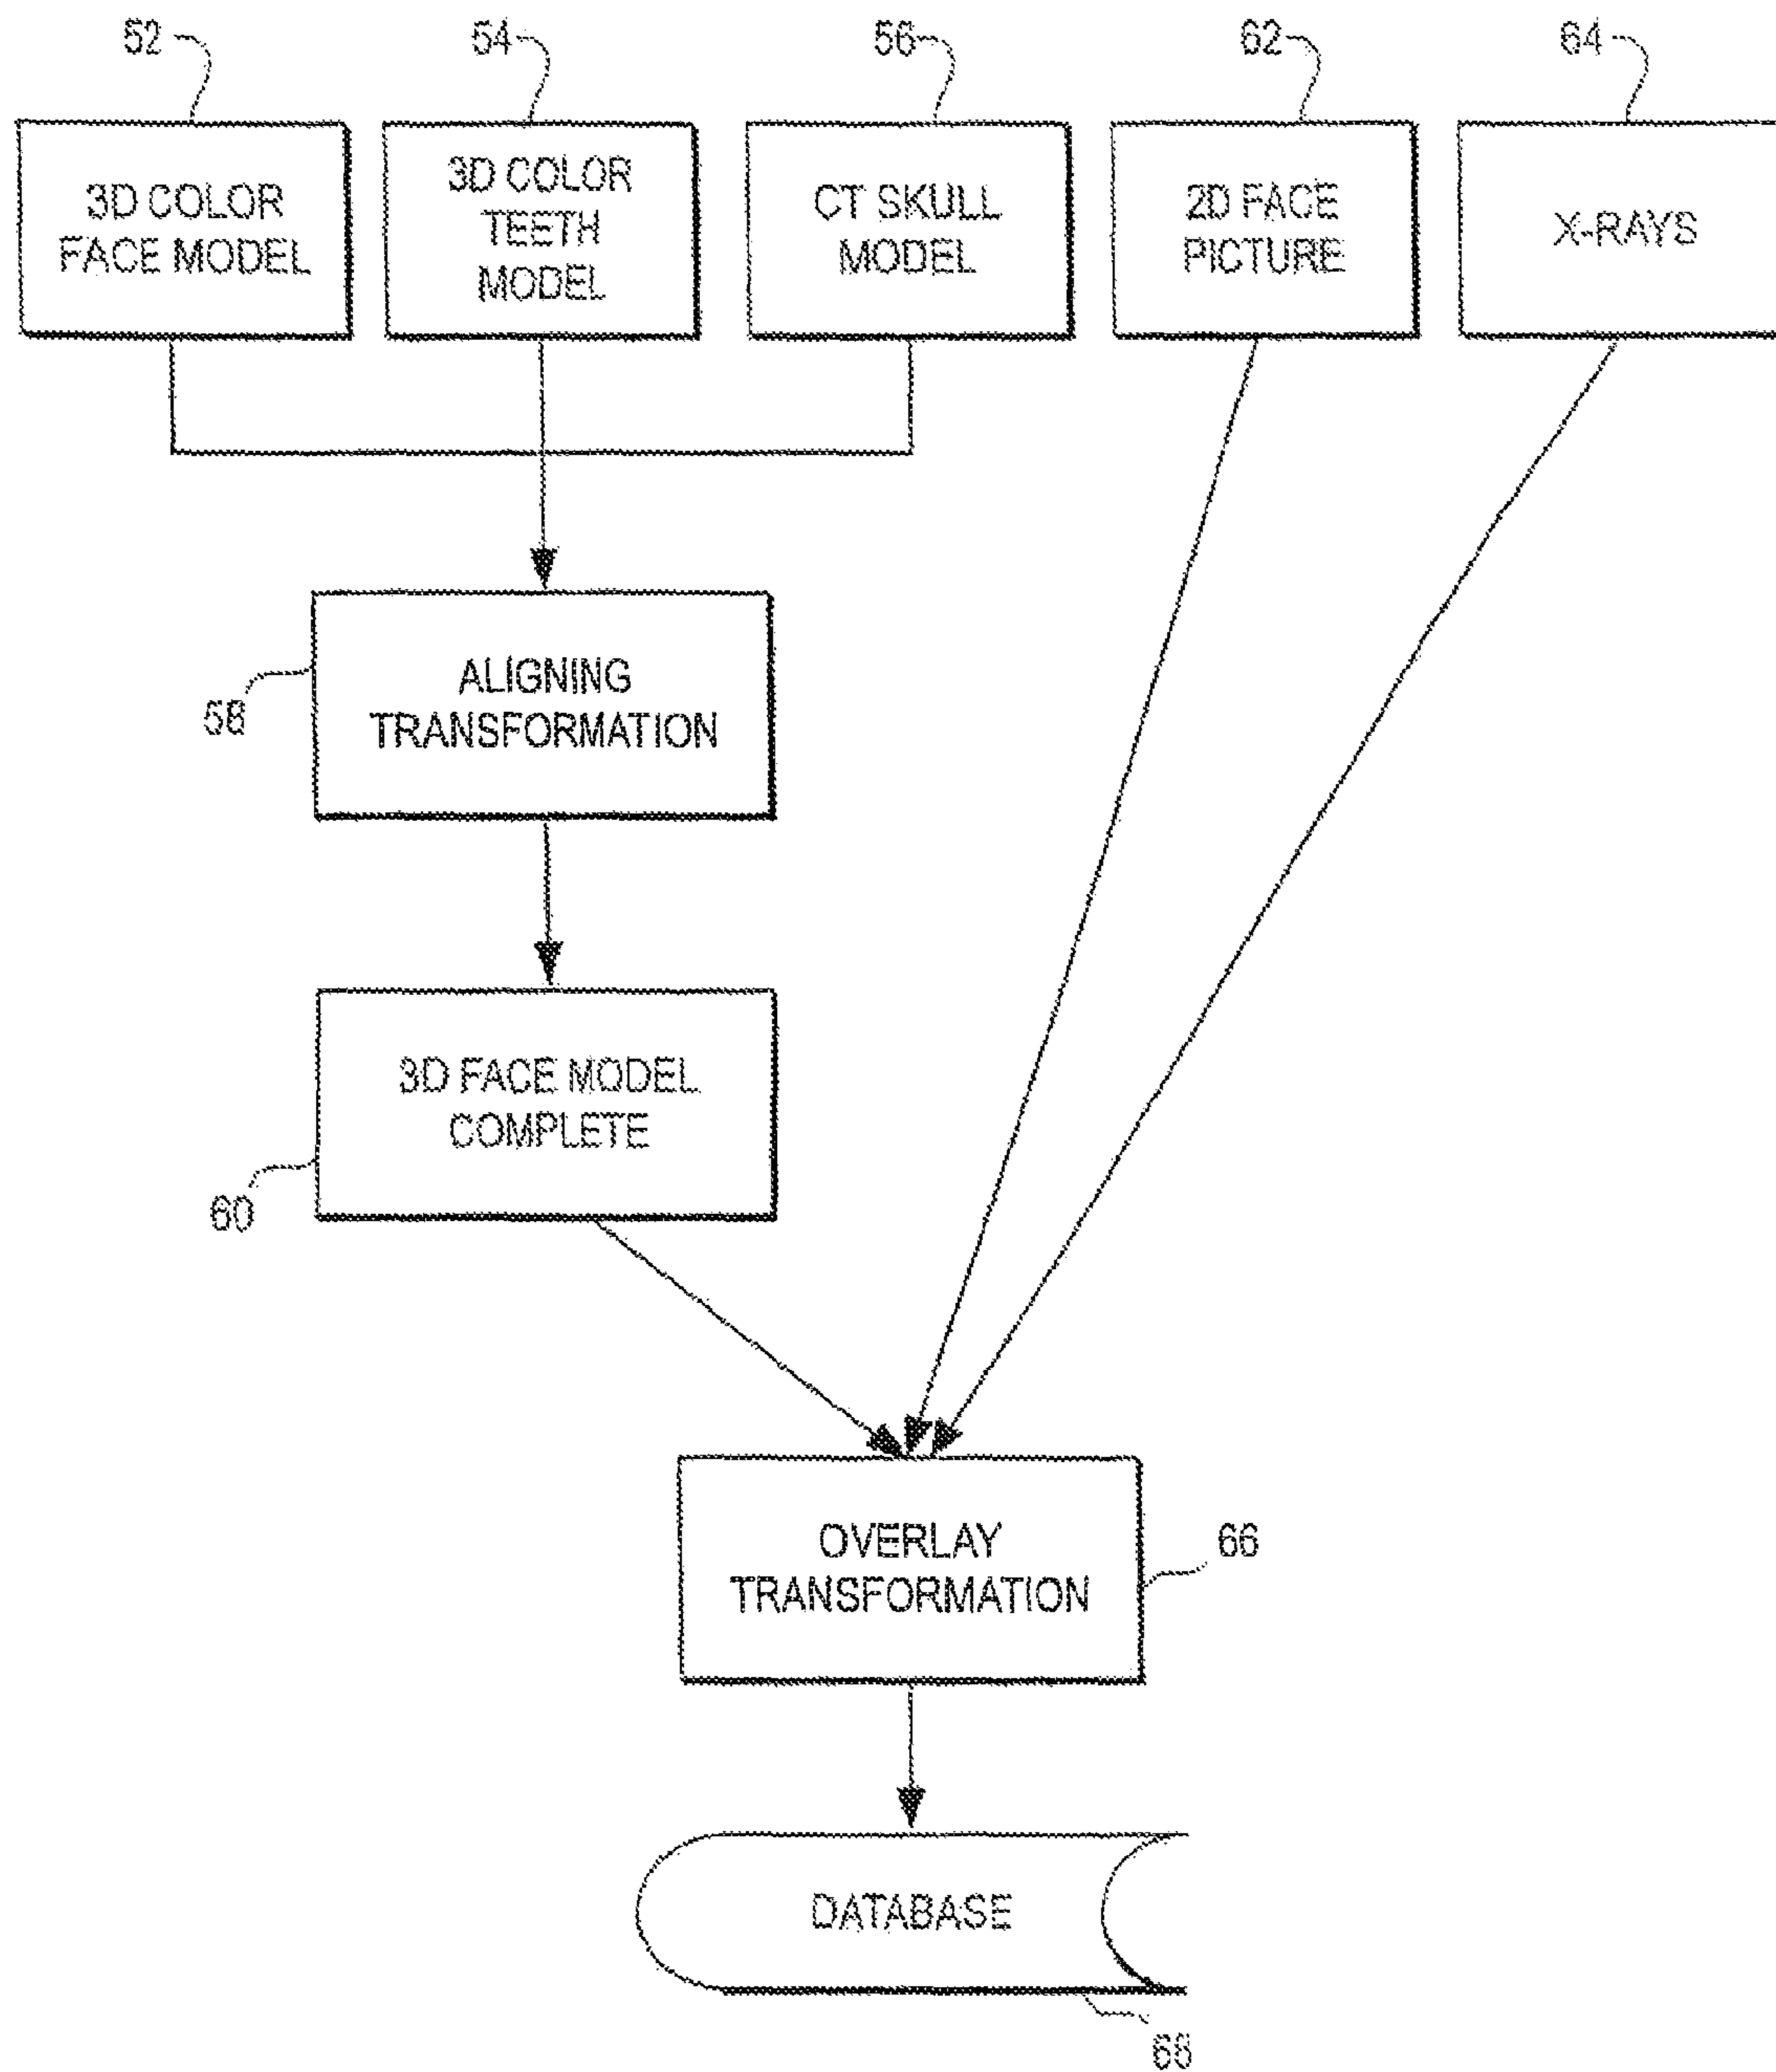 52
54
56
62
64
3D COLOR
FACE MODEL
3D COLOR
TEETH
MODEL
CT SKULL
MODEL
2D FACE
PICTURE
X-RAYS
ALIGNING
TRANSFORMATION
58
3D FACE MODEL
COMPLETE
60
OVERLAY
TRANSFORMATION
66
DATABASE
68